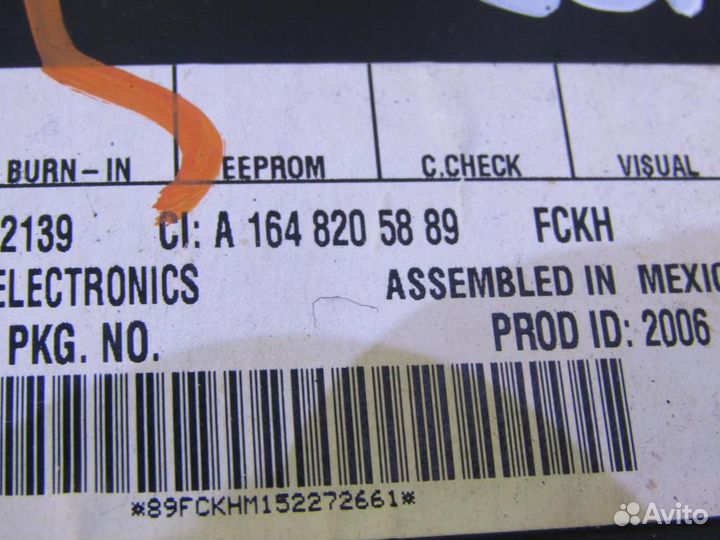 BURN-IN EEPROM C.CHECK VISUAL
2139 CI: A 164 820 58 89 FCKH
ELECTRONICS ASSEMBLED IN MEXIC
PKG. NO. PROD ID: 2006
*89FCKHM152272661*
Avito